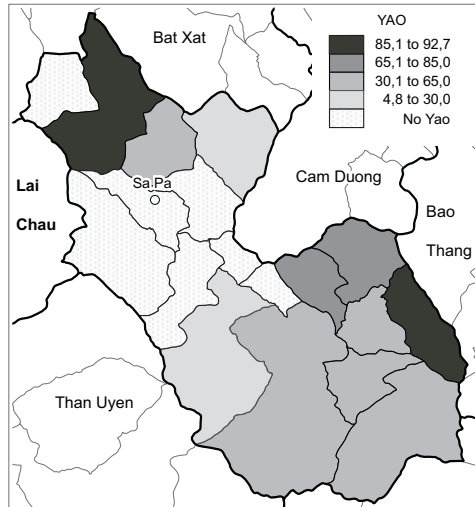 YAO
85,1 to 92,7
65,1 to 85,0
30,1 to 65,0
4,8 to 30,0
No Yao
Bat Xat
Sa Pa
Lai
Chau
Cam Duong
Bao
Thang
Than Uyen